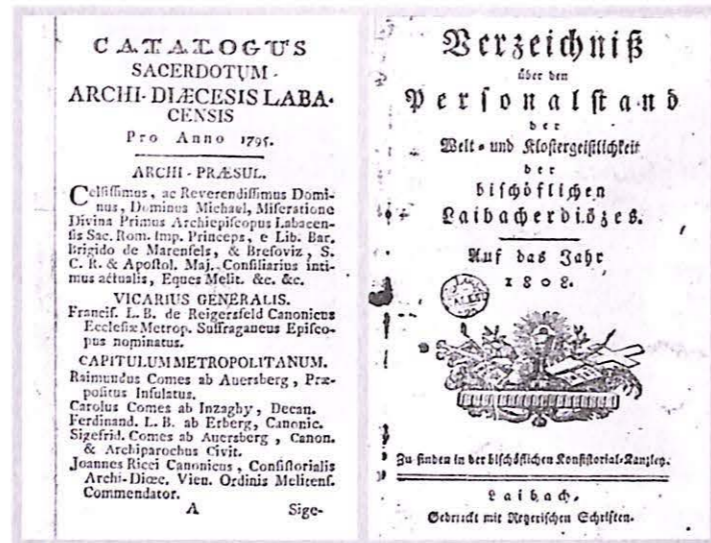 CATALOGUS
SACERDOTUM
ARCHI-DIÆCESIS LABA-
CENSIS
Pro Anno 1795.
ARCHI-PRÆSUL.
Celſiſſimus, ac Reverendiſſimus Domi-
nus, Dominus Michael, Miſeratione
Divina Primus Archiepiſcopus Labacen-
ſis Sac. Rom. Imp. Princeps, e Lib. Bar.
Brigido de Marenfels, & Breſoviz, S.
C. R. & Apoſtol. Maj. Conſiliarius inti-
mus actualis, Eques Melit. &c. &c.
VICARIUS GENERALIS.
Franciſ. L. B. de Reigersfeld Canonicus
Eccleſiæ Metrop. Suffraganeus Epiſco-
pus nominatus.
CAPITULUM METROPOLITANUM.
Raimundus Comes ab Auersberg, Præ-
poſitus Infulatus.
Carolus Comes ab Inzaghy, Decan.
Ferdinand. L. B. ab Erberg, Canonic.
Sigefrid. Comes ab Auersberg, Canon.
& Archiparochus Civit.
Joannes Ricci Canonicus, Conſiſtorialis
Archi-Diœc. Vien. Ordinis Melitenſ.
Commendator.
A Sige-
Verzeichniß
über den
Perſonalſtand
der
Welt- und Kloſtergeiſtlichkeit
der
biſchöflichen
Laibacherdiözes.
Auf das Jahr
1808.
Zu finden in der biſchöflichen Konſiſtorial-Kanzley.
Laibach,
Gedruckt mit Reyeriſchen Schriften.